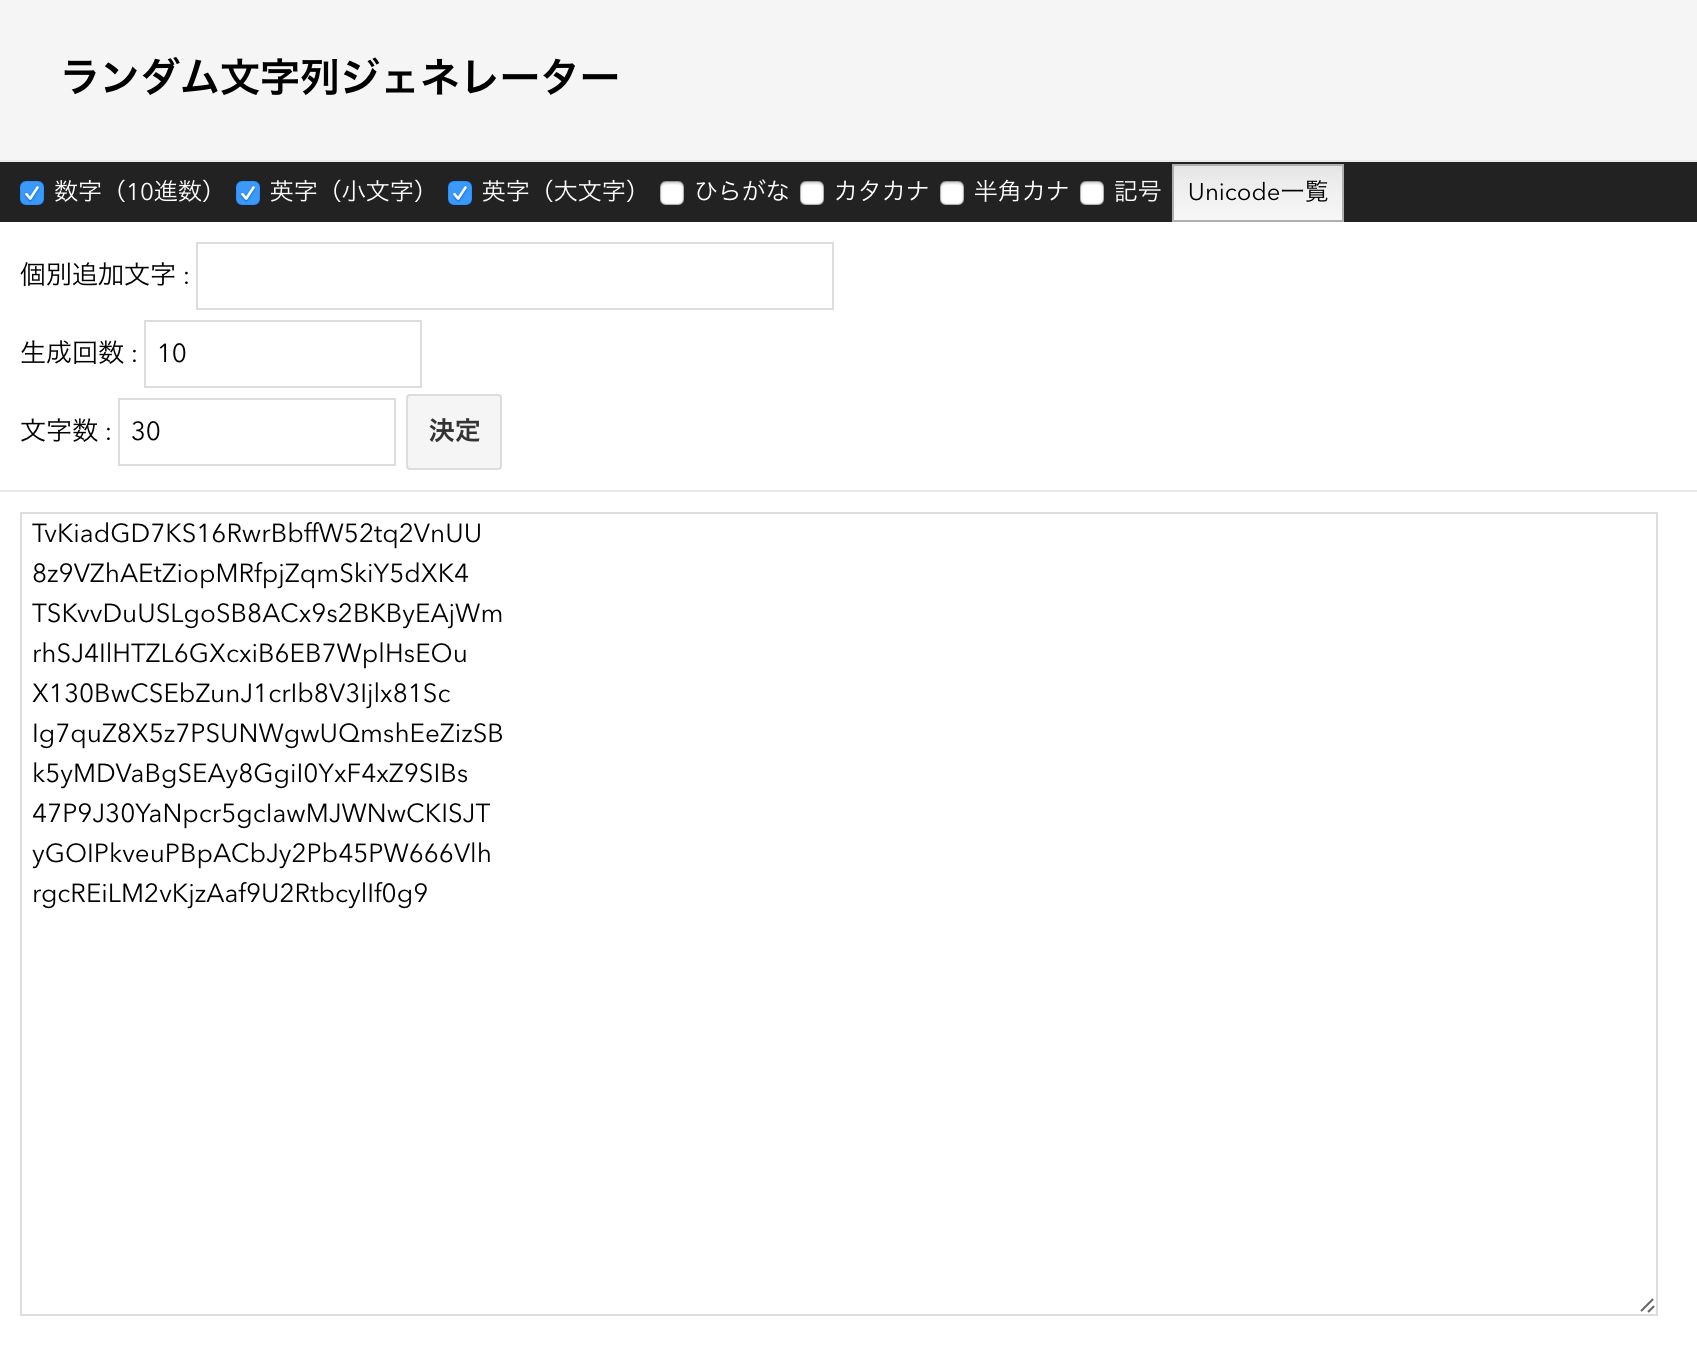 ランダム文字列ジェネレーター
数字（10進数） 英字（小文字） 英字（大文字） ひらがな カタカナ 半角カナ 記号 Unicode一覧
個別追加文字 :
生成回数 : 10
文字数 : 30 決定
TvKiadGD7KS16RwrBbffW52tq2VnUU
8z9VZhAEtZiopMRfpjZqmSkiY5dXK4
TSKvvDuUSLgoSB8ACx9s2BKByEAjWm
rhSJ4IlHTZL6GXcxiB6EB7WplHsEOu
X130BwCSEbZunJ1crIb8V3Ijlx81Sc
Ig7quZ8X5z7PSUNWgwUQmshEeZizSB
k5yMDVaBgSEAy8GgiI0YxF4xZ9SIBs
47P9J30YaNpcr5gcIawMJWNwCKISJT
yGOIPkveuPBpACbJy2Pb45PW666Vlh
rgcREiLM2vKjzAaf9U2RtbcylIf0g9